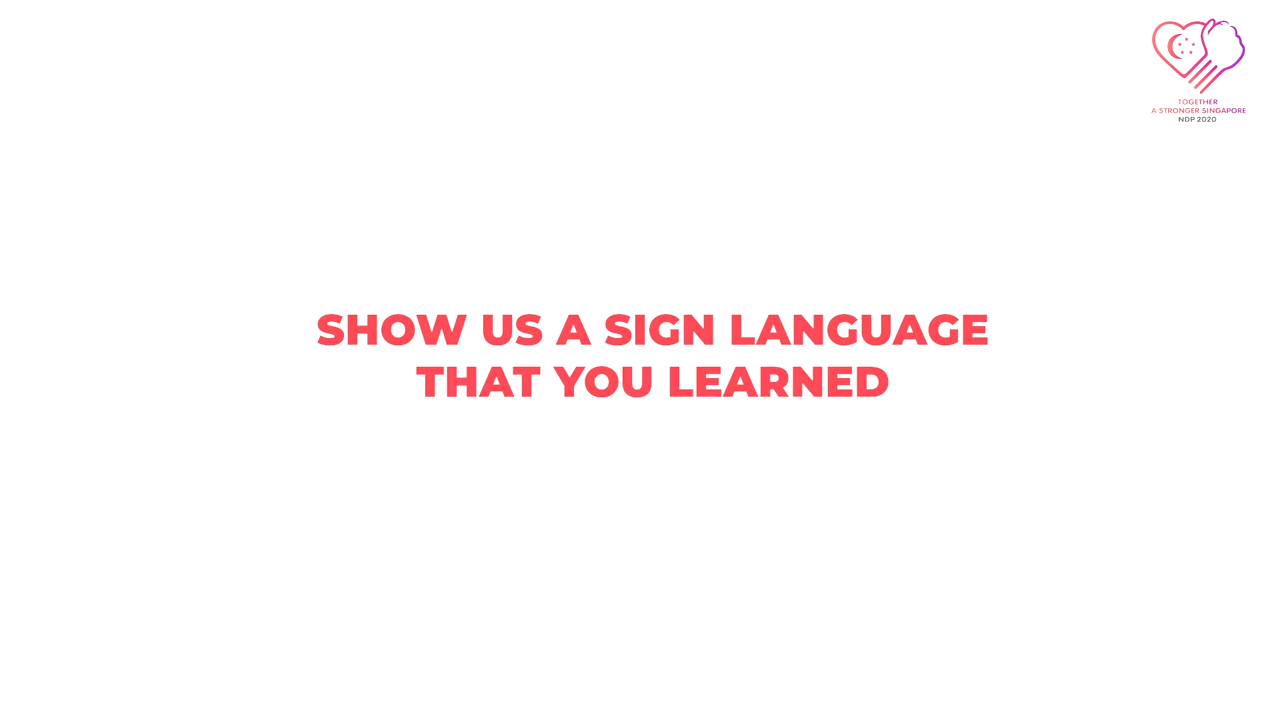 TOGETHER
A STRONGER SINGAPORE
NDP 2020
SHOW US A SIGN LANGUAGE
THAT YOU LEARNED